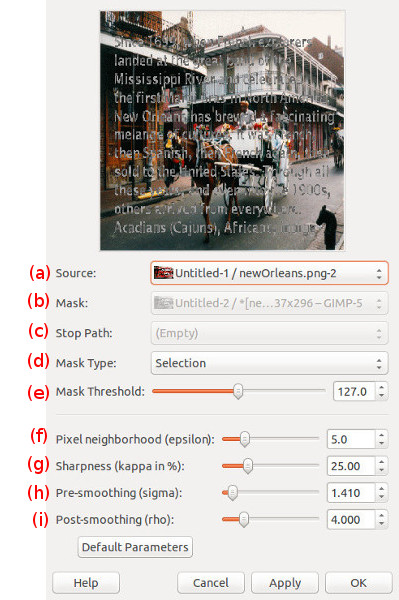 Since 1699, when French explorers
landed at the great bend of the
Mississippi River and celebrated
the first Mardi Gras in North America,
New Orleans has brewed a fascinating
melange of cultures. It was French,
then Spanish, then French again,
sold to the United States. Through all
these years, and even into the 1900s,
others arrived from everywhere:
Acadians (Cajuns), Africans,
(a) Source: Untitled-1 / newOrleans.png-2
(b) Mask: Untitled-2 / *[ne…37x296 – GIMP-5
(c) Stop Path: (Empty)
(d) Mask Type: Selection
(e) Mask Threshold: 127.0
(f) Pixel neighborhood (epsilon): 5.0
(g) Sharpness (kappa in %): 25.00
(h) Pre-smoothing (sigma): 1.410
(i) Post-smoothing (rho): 4.000
Default Parameters
Help Cancel Apply OK